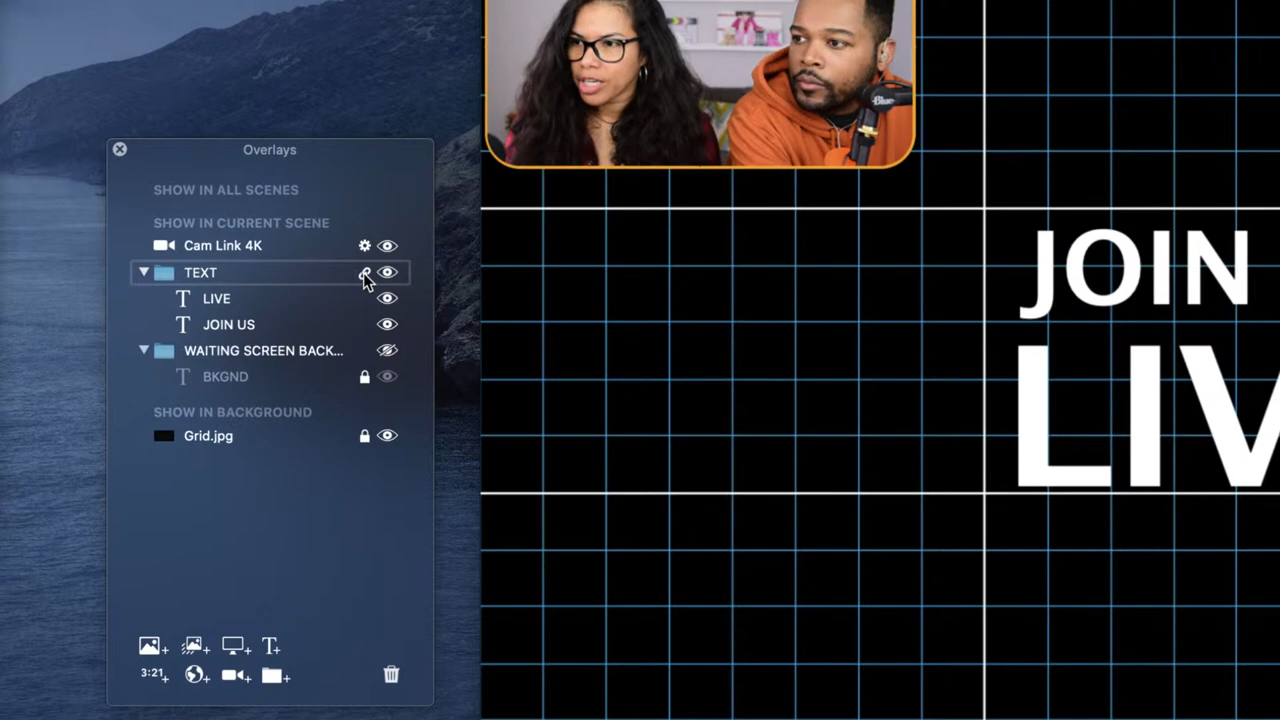 Overlays
SHOW IN ALL SCENES
SHOW IN CURRENT SCENE
Cam Link 4K
TEXT
LIVE
JOIN US
WAITING SCREEN BACK...
BKGND
SHOW IN BACKGROUND
Grid.jpg
3:21
Blue
JOIN
LIV